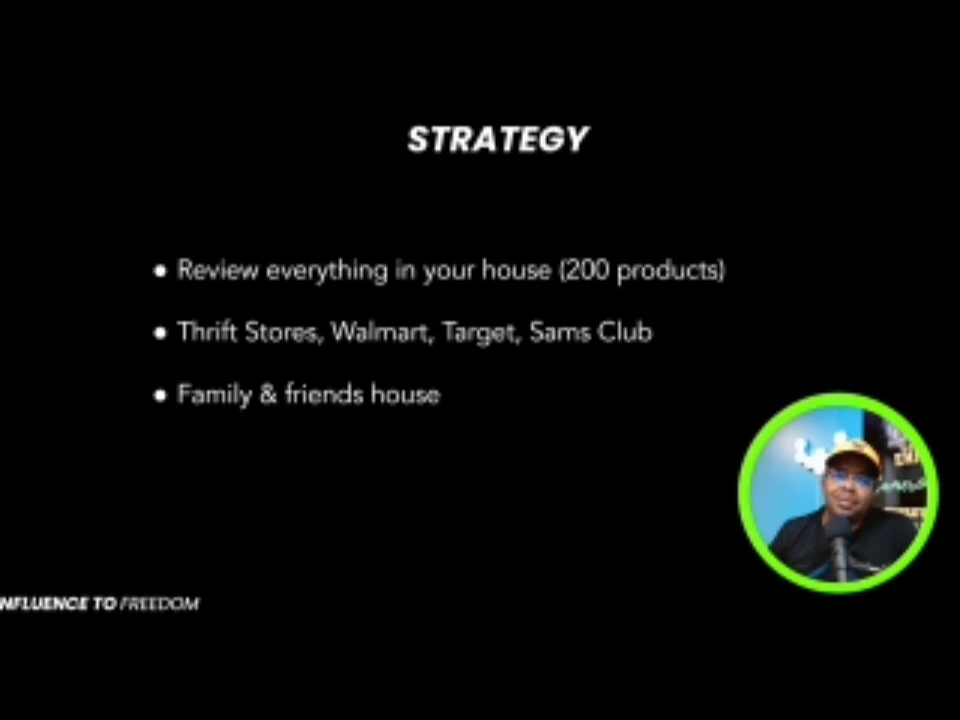 STRATEGY
● Review everything in your house (200 products)
● Thrift Stores, Walmart, Target, Sams Club
● Family & friends house
NFLUENCE TO FREEDOM